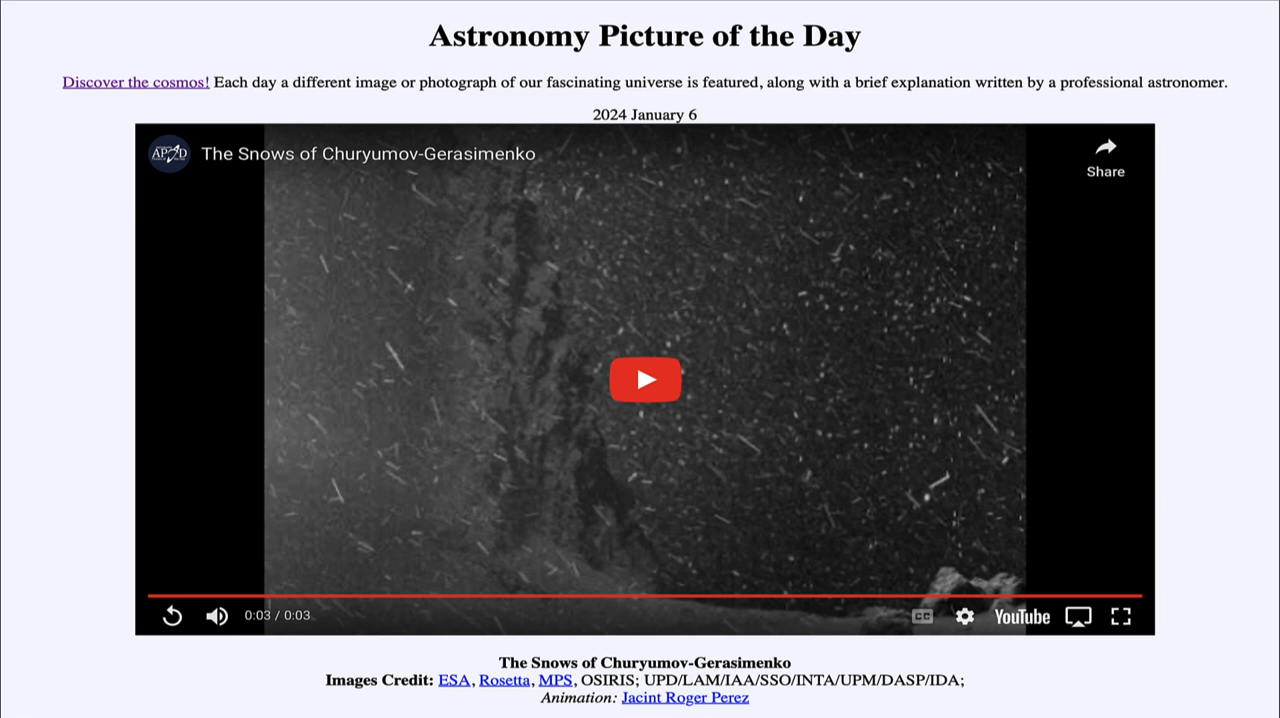 Astronomy Picture of the Day
Discover the cosmos! Each day a different image or photograph of our fascinating universe is featured, along with a brief explanation written by a professional astronomer.
2024 January 6
APOD The Snows of Churyumov-Gerasimenko
Share
0:03 / 0:03
CC
YouTube
The Snows of Churyumov-Gerasimenko
Images Credit: ESA, Rosetta, MPS, OSIRIS; UPD/LAM/IAA/SSO/INTA/UPM/DASP/IDA;
Animation: Jacint Roger Perez